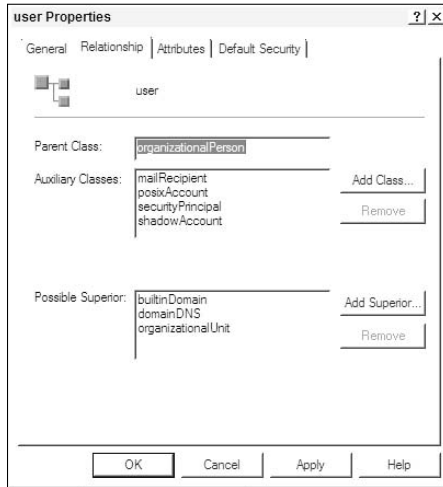 user Properties
? x
General Relationship Attributes Default Security
user
Parent Class: organizationalPerson
Auxiliary Classes: mailRecipient
posixAccount
securityPrincipal
shadowAccount
Add Class...
Remove
Possible Superior: builtinDomain
domainDNS
organizationalUnit
Add Superior...
Remove
OK Cancel Apply Help